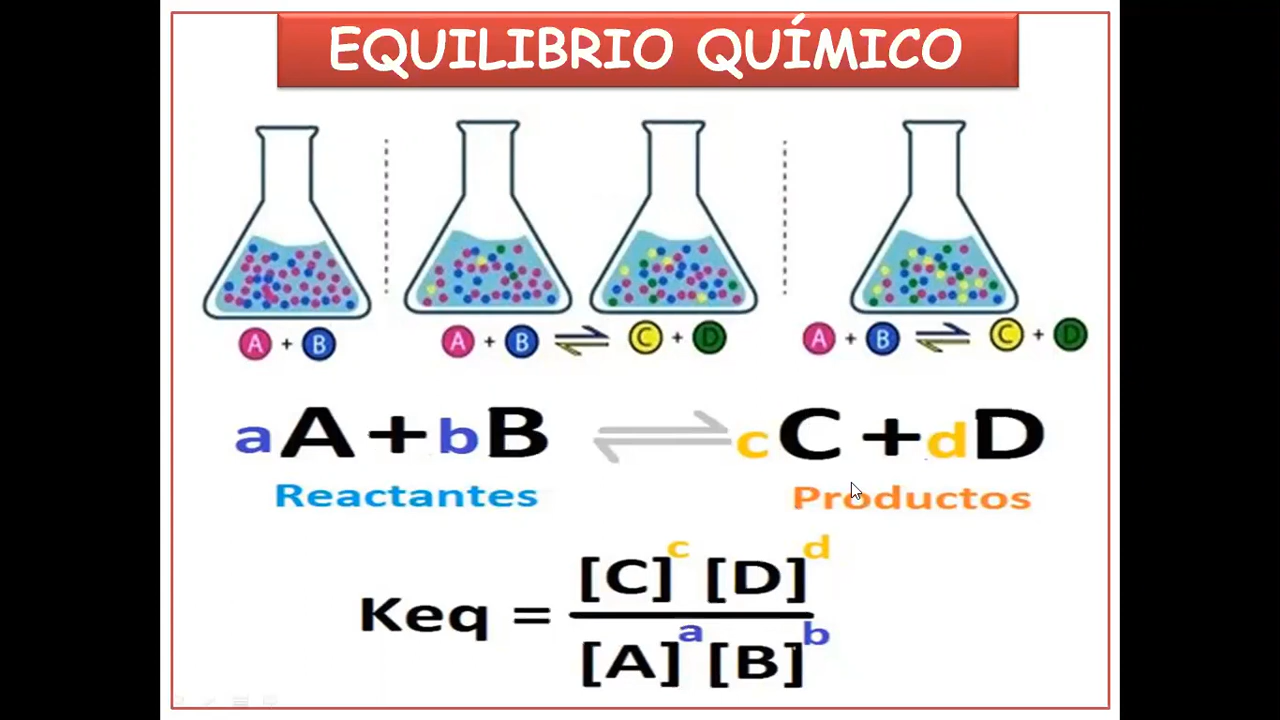 EQUILIBRIO QUÍMICO
A + B
A + B ⇌ C + D
A + B ⇌ C + D
aA+bB ⇌ cC+dD
Reactantes
Productos
Keq = [C]^c [D]^d / [A]^a [B]^b